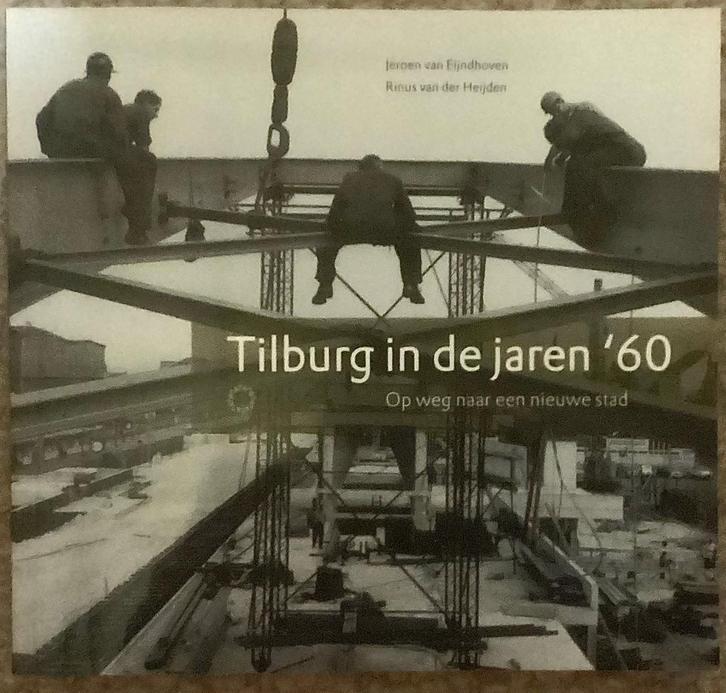 Jeroen van Eijndhoven
Rinus van der Heijden
Tilburg in de jaren ‘60
Op weg naar een nieuwe stad